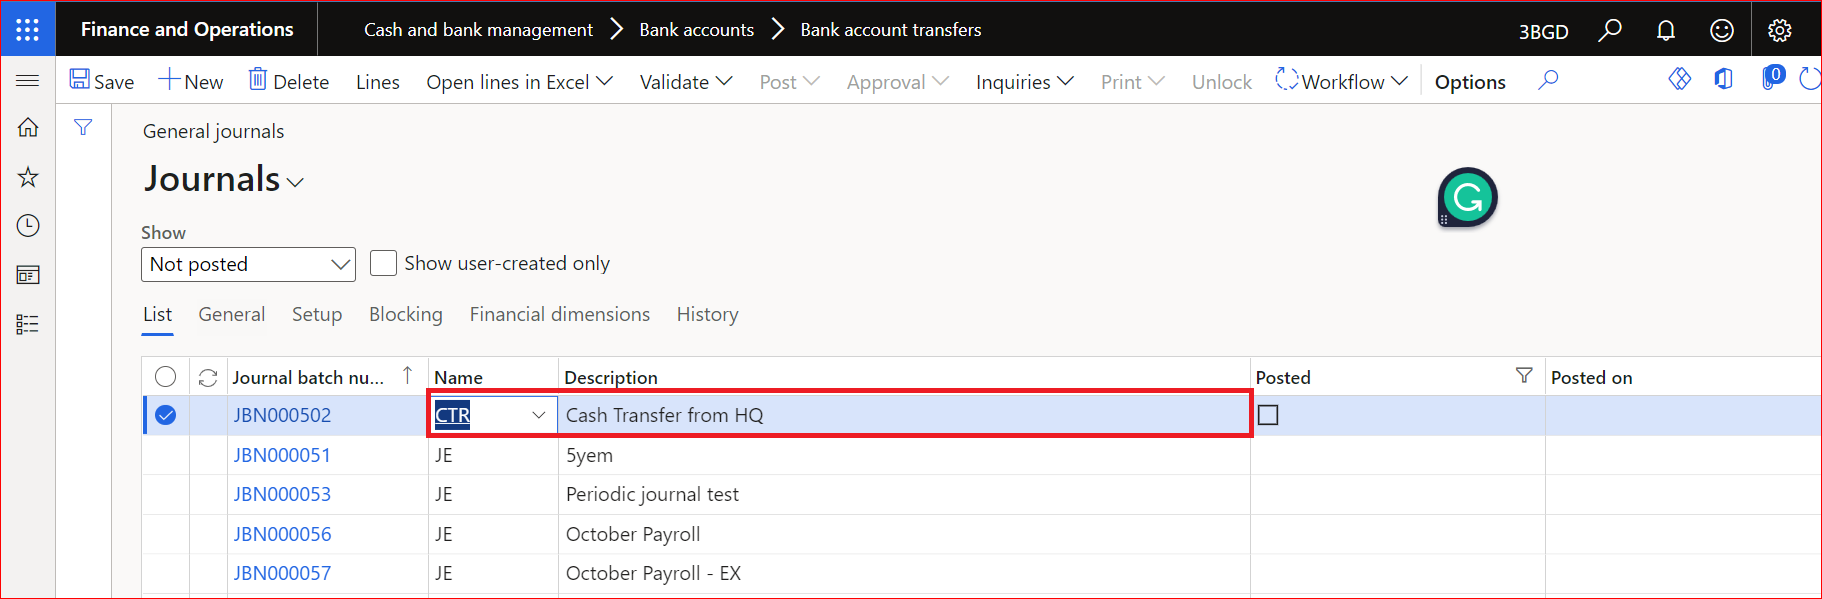 Finance and Operations Cash and bank management Bank accounts Bank account transfers 3BGD
Save New Delete Lines Open lines in Excel Validate Post Approval Inquiries Print Unlock Workflow Options 0
General journals
Journals
Show
Not posted Show user-created only
List General Setup Blocking Financial dimensions History
Journal batch nu... Name Description Posted Posted on
JBN000502 CTR Cash Transfer from HQ
JBN000051 JE 5yem
JBN000053 JE Periodic journal test
JBN000056 JE October Payroll
JBN000057 JE October Payroll - EX